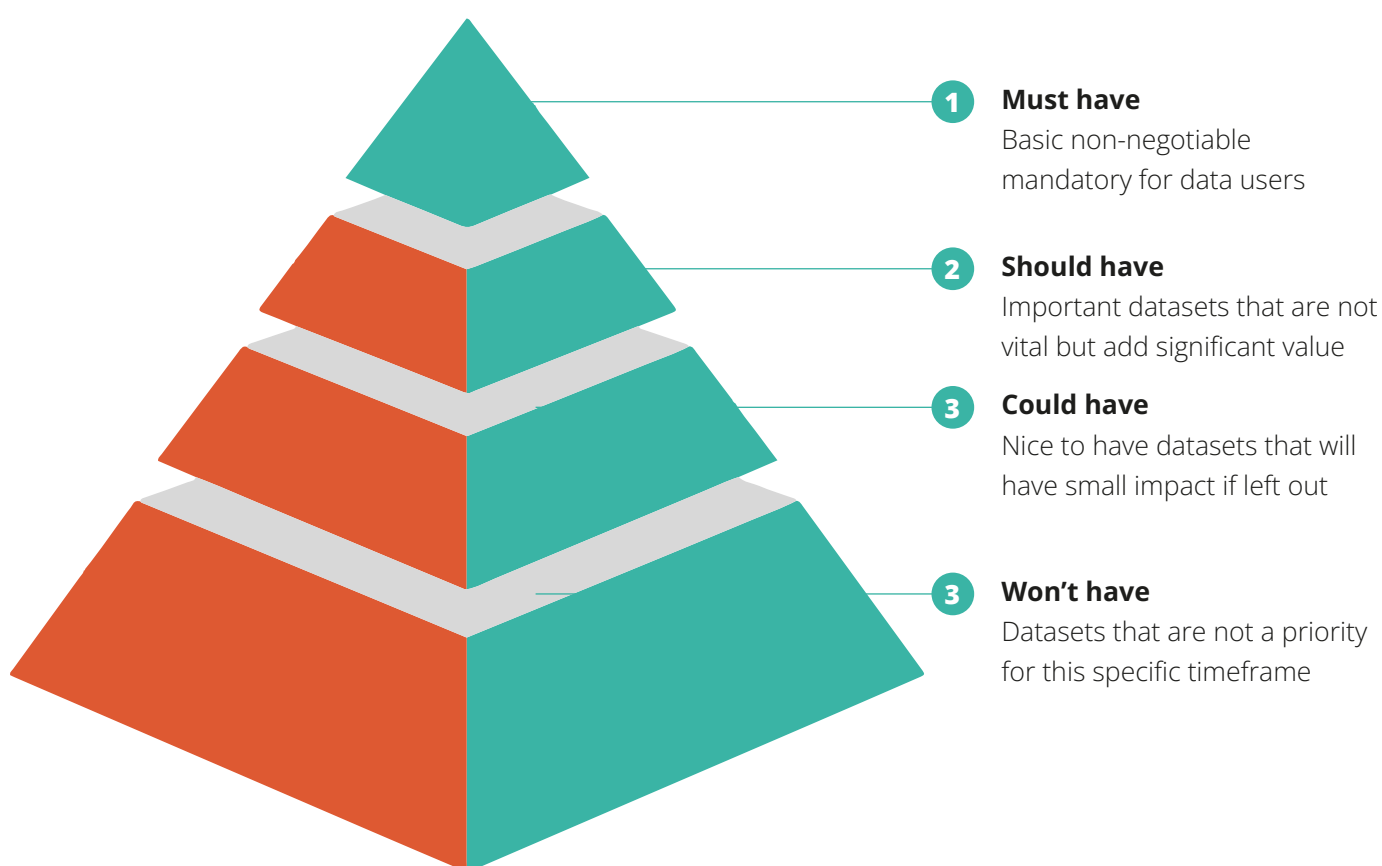 1
Must have
Basic non-negotiable
mandatory for data users
2
Should have
Important datasets that are not
vital but add significant value
3
Could have
Nice to have datasets that will
have small impact if left out
3
Won’t have
Datasets that are not a priority
for this specific timeframe